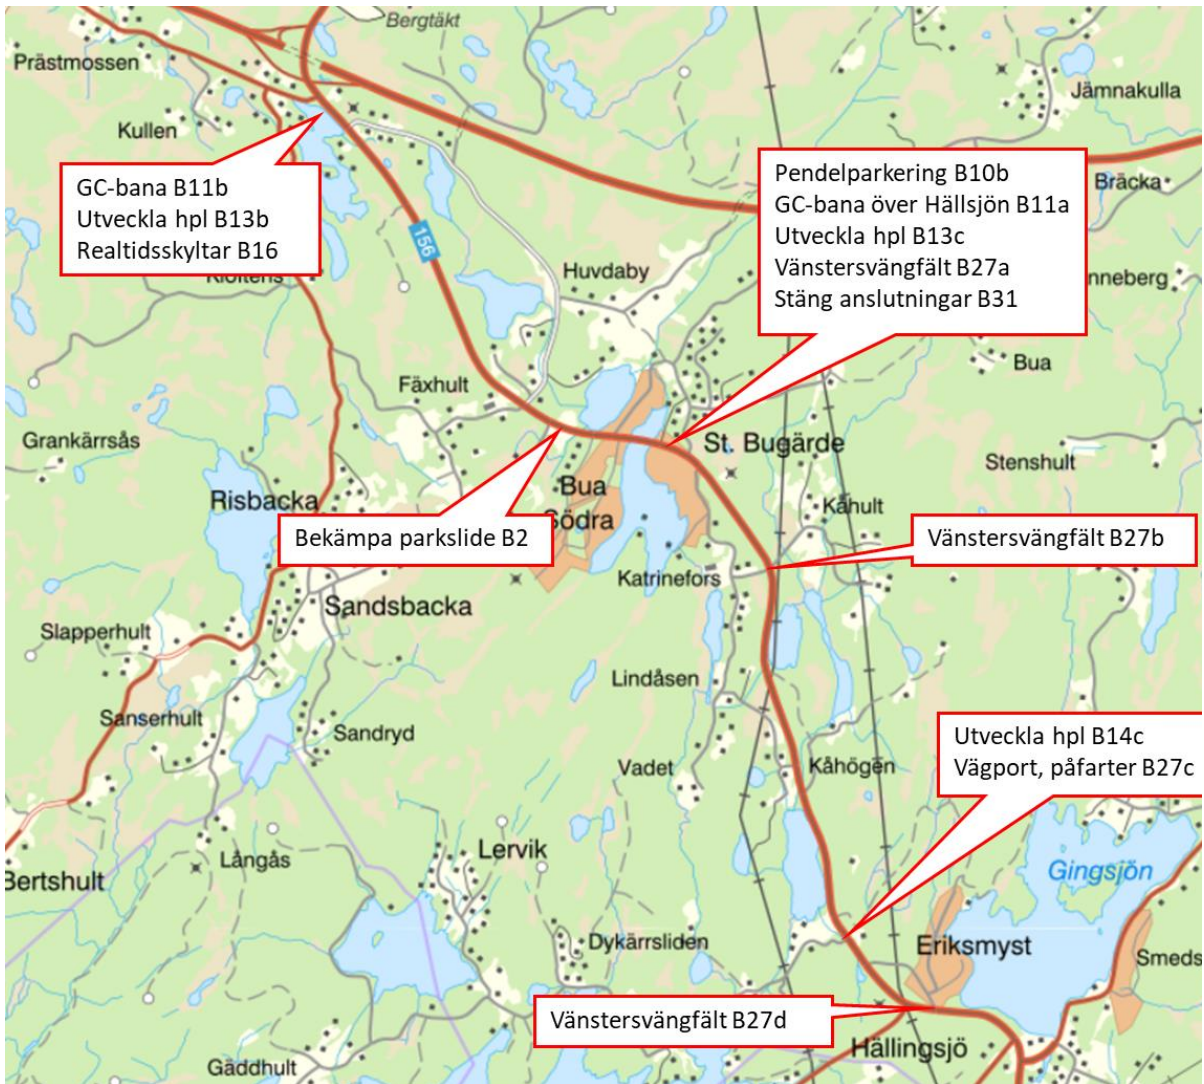 Bergtäkt
Prästmossen
Jämnakulla
Kullen
GC-bana B11b
Utveckla hpl B13b
Realtidsskyltar B16
Pendelparkering B10b
GC-bana över Hällsjön B11a
Utveckla hpl B13c
Vänstersvängfält B27a
Stäng anslutningar B31
Bräcka
156
Huvdaby
nneberg
Bua
Fäxhult
Grankärrsås
St. Bugärde
Stenshult
Risbacka
Bua
Södra
Kåhult
Bekämpa parkslide B2
Vänstersvängfält B27b
Katrinefors
Sandsbacka
Slapperhult
Lindåsen
Sanserhult
Sandryd
Utveckla hpl B14c
Vägport, påfarter B27c
Vadet
Kåhögen
Lervik
Långås
Bertshult
Gingsjön
Dykärrsliden
Eriksmyst
Smeds
Vänstersvängfält B27d
Hällingsjö
Gäddhult